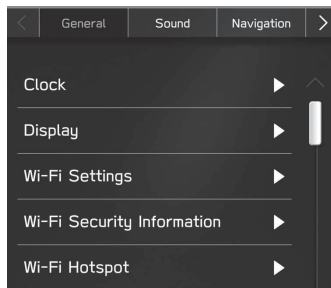 General Sound Navigation
Clock
Display
Wi-Fi Settings
Wi-Fi Security Information
Wi-Fi Hotspot